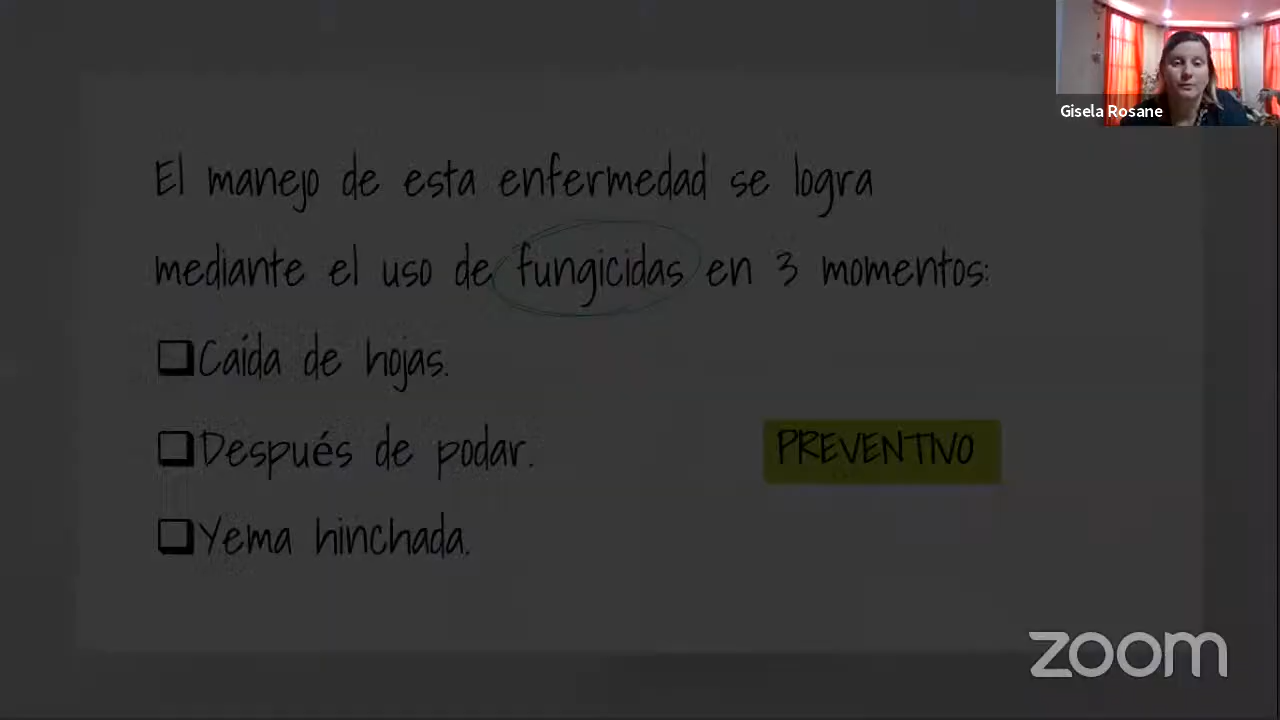 Gisela Rosane
El manejo de esta enfermedad se logra
mediante el uso de fungicidas en 3 momentos:
Caída de hojas.
Después de podar.
PREVENTIVO
Yema hinchada.
zoom